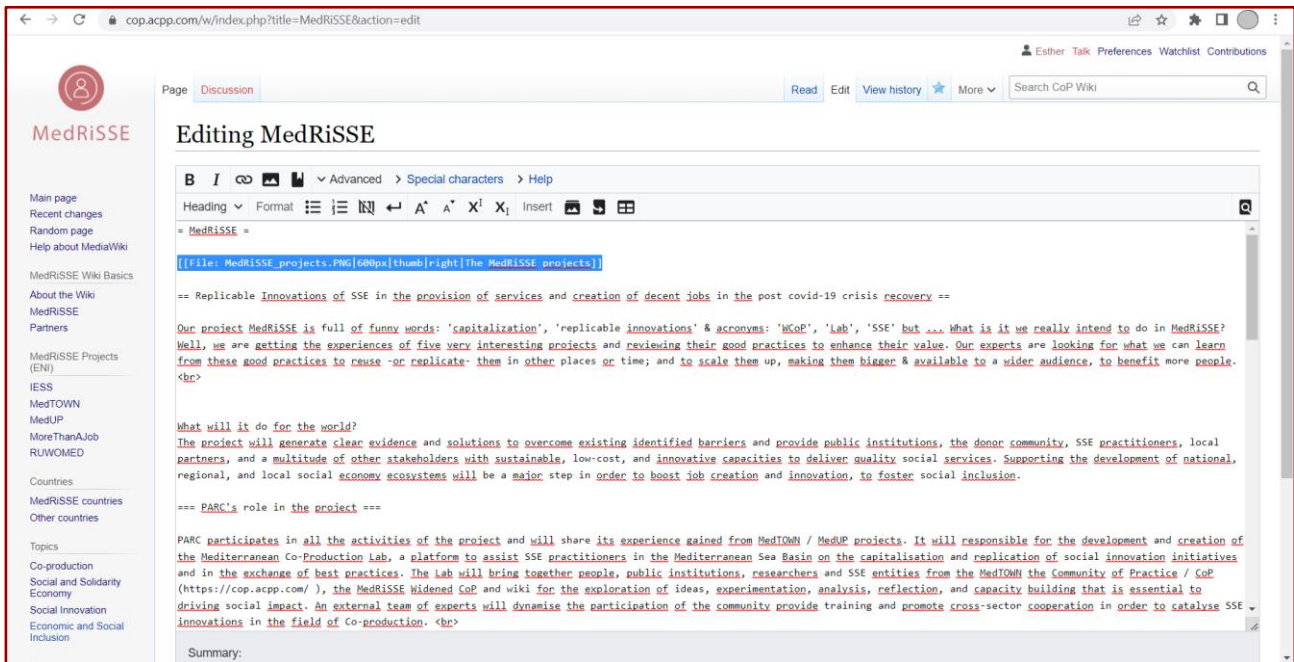 cop.acpp.com/w/index.php?title=MedRiSSE&action=edit
Esther Talk Preferences Watchlist Contributions
Page Discussion
Read Edit View history More Search CoP Wiki
MedRiSSE
Editing MedRiSSE
B I Advanced Special characters Help
Heading Format Insert
Main page
Recent changes
Random page
Help about MediaWiki
MedRiSSE Wiki Basics
About the Wiki
MedRiSSE
Partners
MedRiSSE Projects
(ENI)
IESS
MedTOWN
MedUP
MoreThanAJob
RUWOMED
Countries
MedRiSSE countries
Other countries
Topics
Co-production
Social and Solidarity
Economy
Social Innovation
Economic and Social
Inclusion
= MedRiSSE =
[[File: MedRiSSE_projects.PNG|600px|thumb|right|The MedRiSSE projects]]
== Replicable Innovations of SSE in the provision of services and creation of decent jobs in the post covid-19 crisis recovery ==
Our project MedRiSSE is full of funny words: 'capitalization', 'replicable innovations' & acronyms: 'WCoP', 'Lab', 'SSE' but ... What is it we really intend to do in MedRiSSE?
Well, we are getting the experiences of five very interesting projects and reviewing their good practices to enhance their value. Our experts are looking for what we can learn
from these good practices to reuse -or replicate- them in other places or time; and to scale them up, making them bigger & available to a wider audience, to benefit more people.
<br>
What will it do for the world?
The project will generate clear evidence and solutions to overcome existing identified barriers and provide public institutions, the donor community, SSE practitioners, local
partners, and a multitude of other stakeholders with sustainable, low-cost, and innovative capacities to deliver quality social services. Supporting the development of national,
regional, and local social economy ecosystems will be a major step in order to boost job creation and innovation, to foster social inclusion.
=== PARC's role in the project ===
PARC participates in all the activities of the project and will share its experience gained from MedTOWN / MedUP projects. It will responsible for the development and creation of
the Mediterranean Co-Production Lab, a platform to assist SSE practitioners in the Mediterranean Sea Basin on the capitalisation and replication of social innovation initiatives
and in the exchange of best practices. The Lab will bring together people, public institutions, researchers and SSE entities from the MedTOWN the Community of Practice / CoP
(https://cop.acpp.com/ ), the MedRiSSE Widened CoP and wiki for the exploration of ideas, experimentation, analysis, reflection, and capacity building that is essential to
driving social impact. An external team of experts will dynamise the participation of the community provide training and promote cross-sector cooperation in order to catalyse SSE
innovations in the field of Co-production. <br>
Summary: